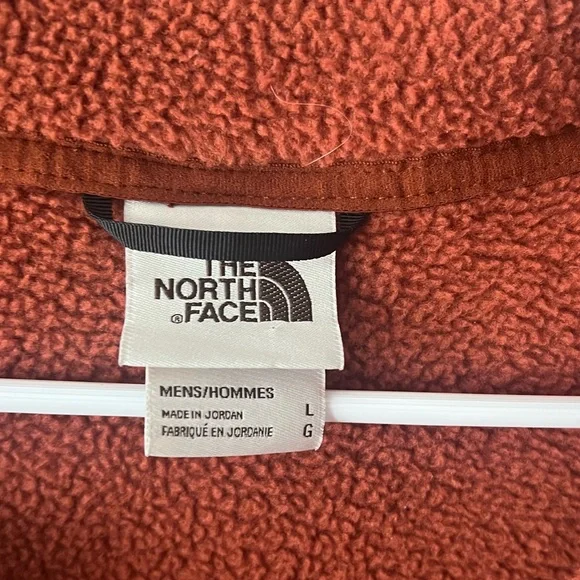 THE
NORTH
® FACE
MENS/HOMMES
MADE IN JORDAN L
FABRIQUÉ EN JORDANIE G